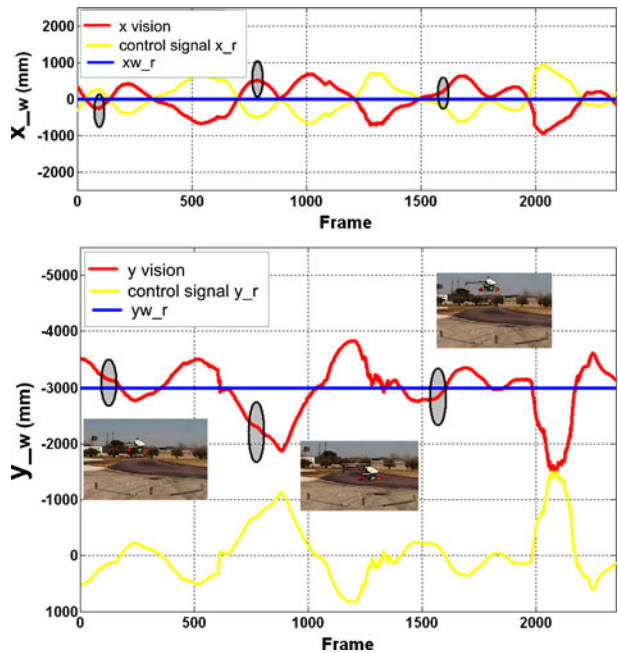 2000
1000
0
-1000
-2000
x_w (mm)
x vision
control signal x_r
xw_r
0
500
1000
1500
2000
Frame
-5000
-4000
-3000
-2000
-1000
0
1000
y_w (mm)
y vision
control signal y_r
yw_r
0
500
1000
1500
2000
Frame